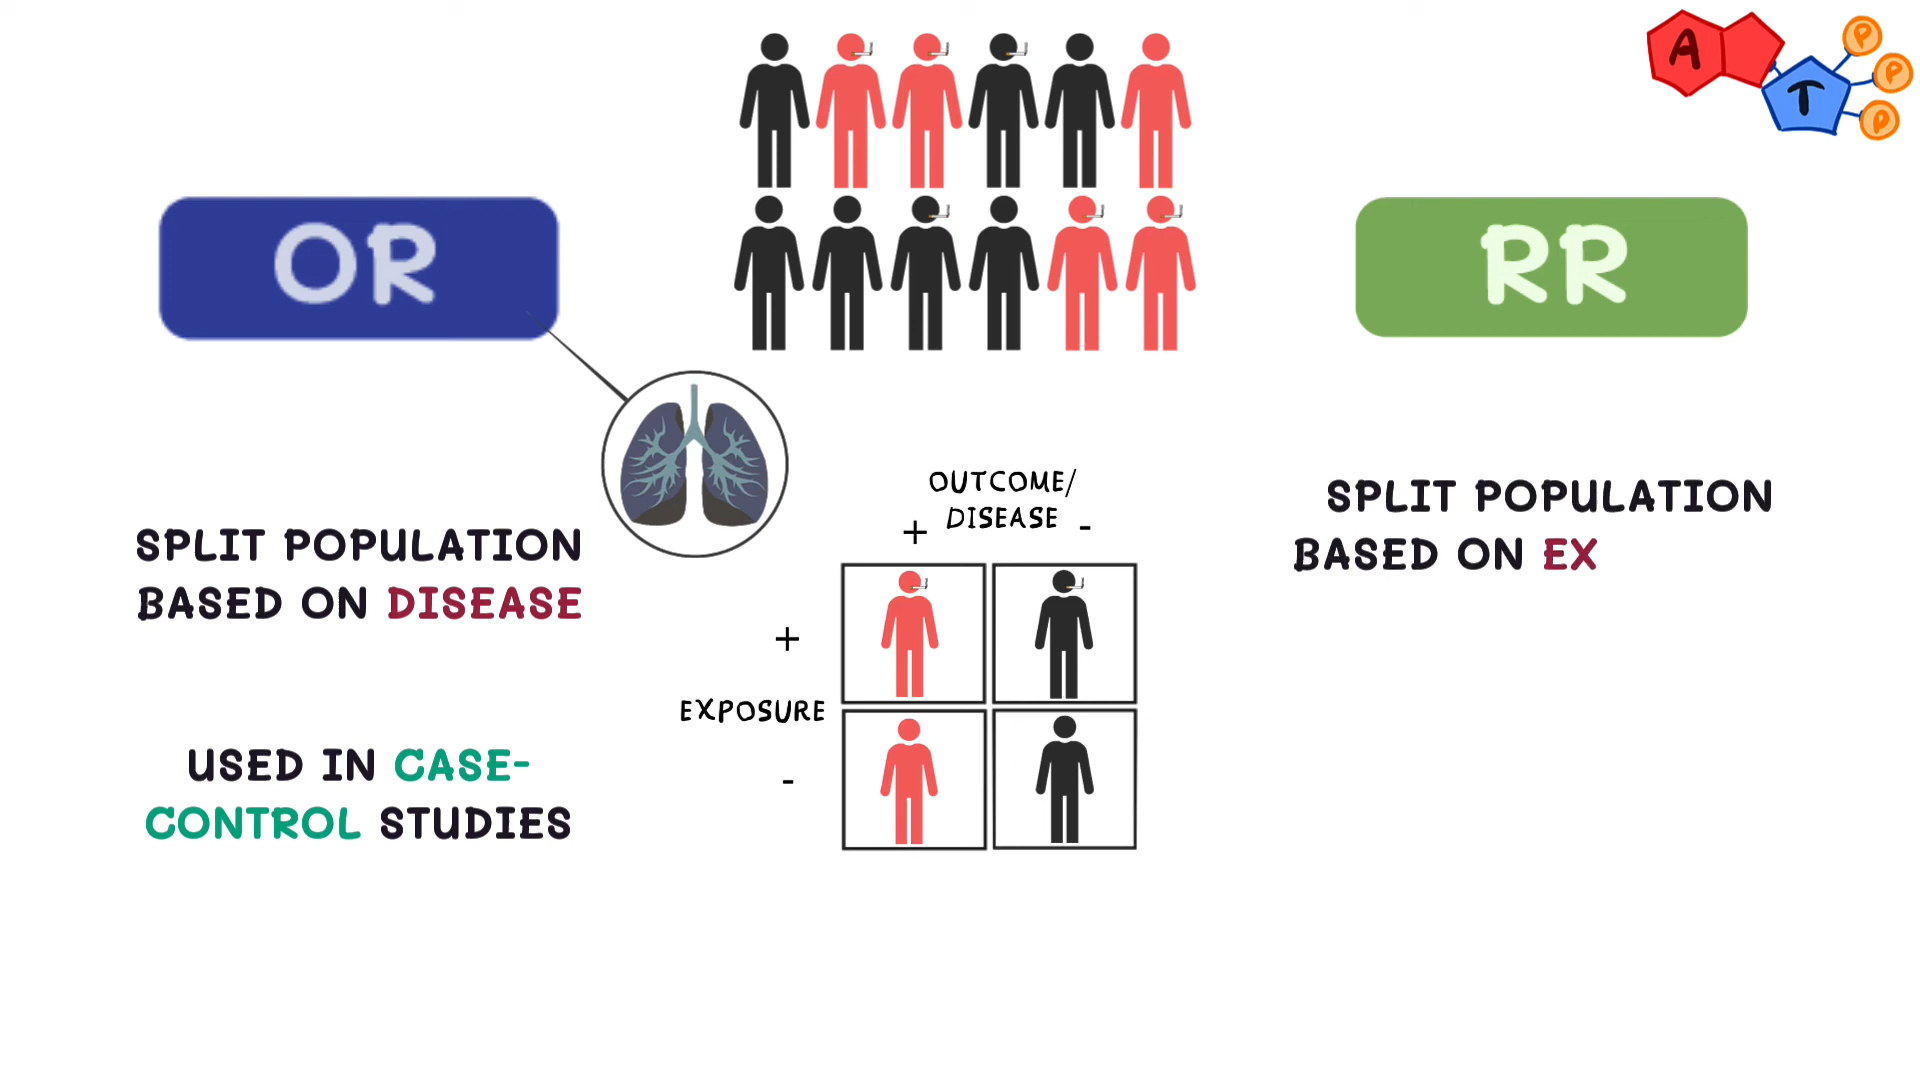 A
T
P
P
P
OR
RR
SPLIT POPULATION
BASED ON DISEASE
USED IN CASE-
CONTROL STUDIES
OUTCOME/
+ DISEASE -
+
EXPOSURE
-
SPLIT POPULATION
BASED ON EX